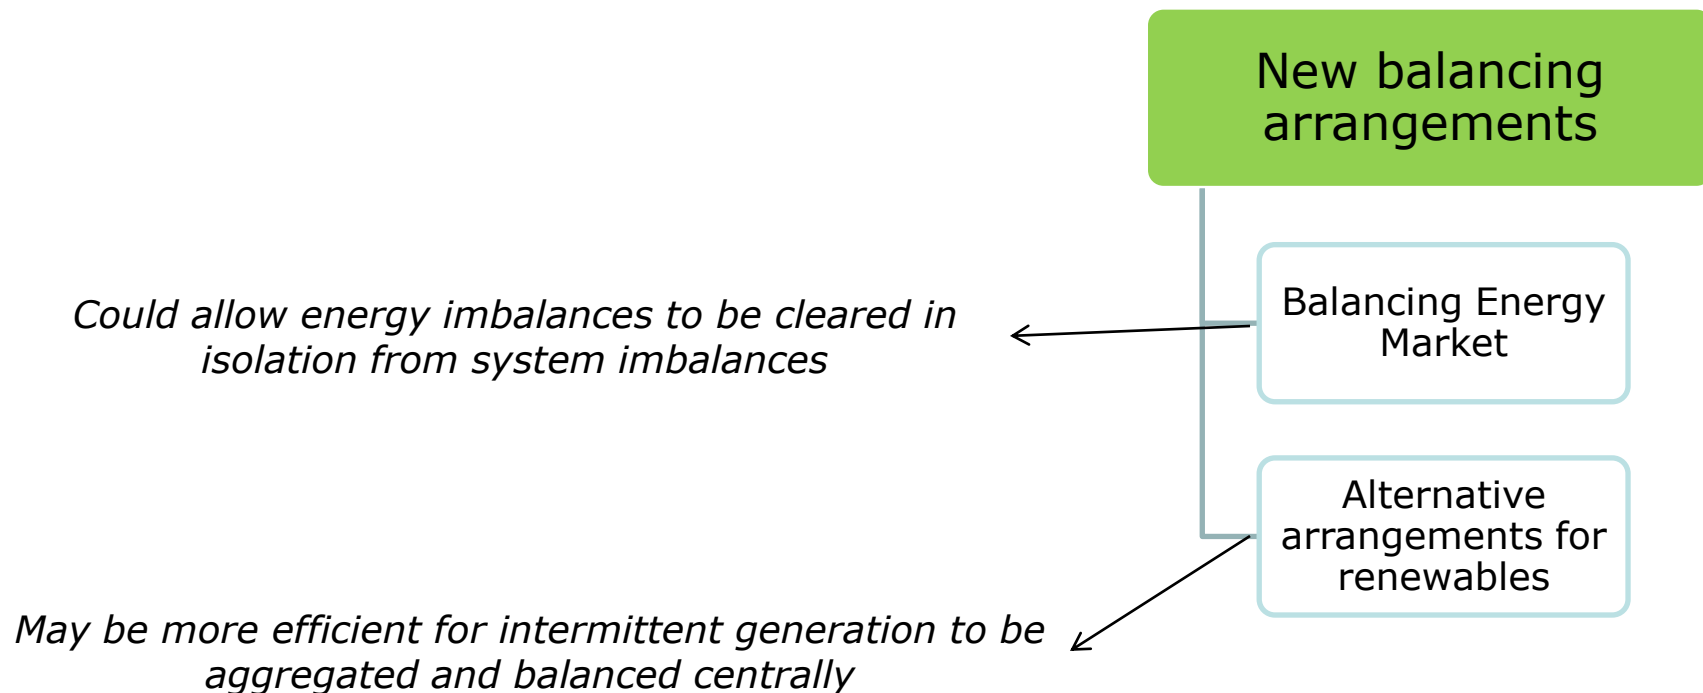 New balancing
arrangements
Balancing Energy
Market
Could allow energy imbalances to be cleared in
isolation from system imbalances
Alternative
arrangements for
renewables
May be more efficient for intermittent generation to be
aggregated and balanced centrally